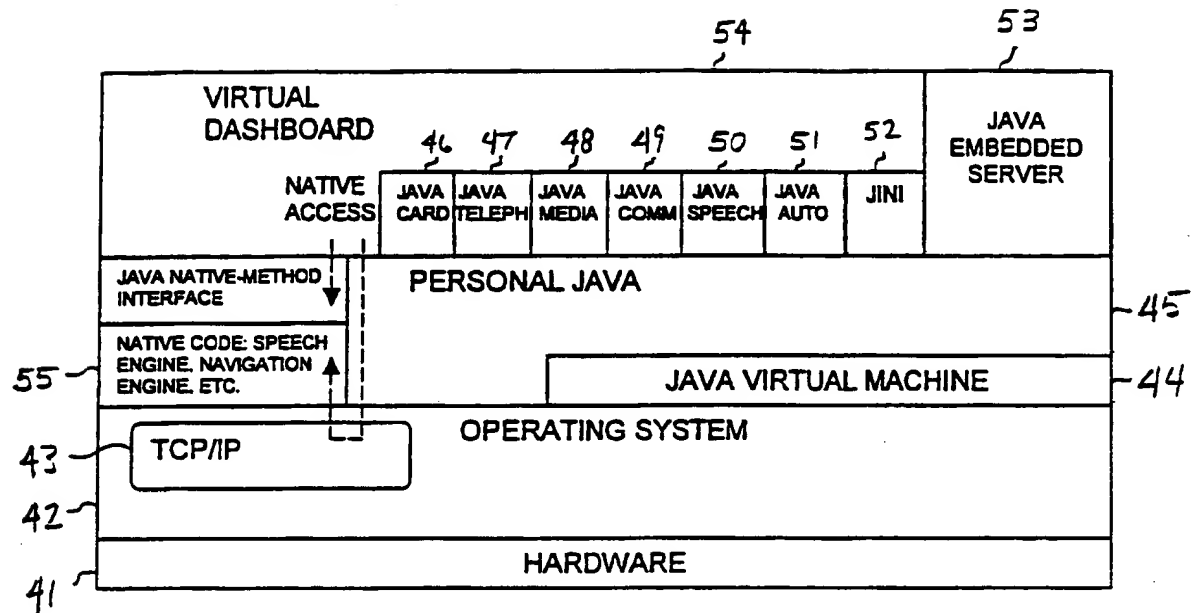 54
53
VIRTUAL
DASHBOARD
46
47
48
49
50
51
52
JAVA
EMBEDDED
SERVER
NATIVE
ACCESS
JAVA
CARD
JAVA
TELEPH
JAVA
MEDIA
JAVA
COMM
JAVA
SPEECH
JAVA
AUTO
JINI
JAVA NATIVE-METHOD
INTERFACE
PERSONAL JAVA
45
NATIVE CODE: SPEECH
ENGINE, NAVIGATION
ENGINE, ETC.
55
JAVA VIRTUAL MACHINE
44
OPERATING SYSTEM
TCP/IP
43
42
HARDWARE
41